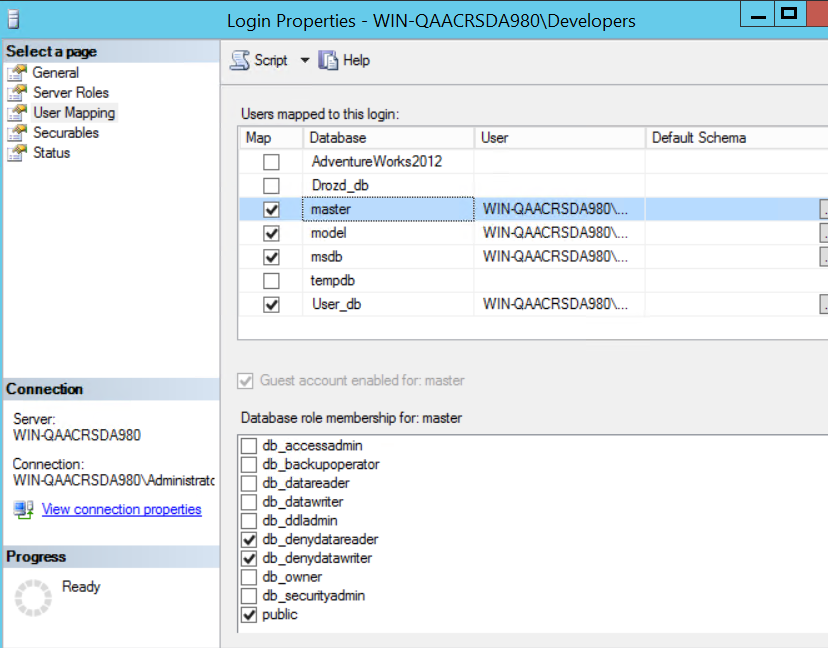 Login Properties - WIN-QAACRSDA980\Developers
Select a page
General
Server Roles
User Mapping
Securables
Status
Script Help
Users mapped to this login:
Map Database User Default Schema
AdventureWorks2012
Drozd_db
master WIN-QAACRSDA980\...
model WIN-QAACRSDA980\...
msdb WIN-QAACRSDA980\...
tempdb
User_db WIN-QAACRSDA980\...
Guest account enabled for: master
Database role membership for: master
db_accessadmin
db_backupoperator
db_datareader
db_datawriter
db_ddladmin
db_denydatareader
db_denydatawriter
db_owner
db_securityadmin
public
Connection
Server:
WIN-QAACRSDA980
Connection:
WIN-QAACRSDA980\Administrato
View connection properties
Progress
Ready